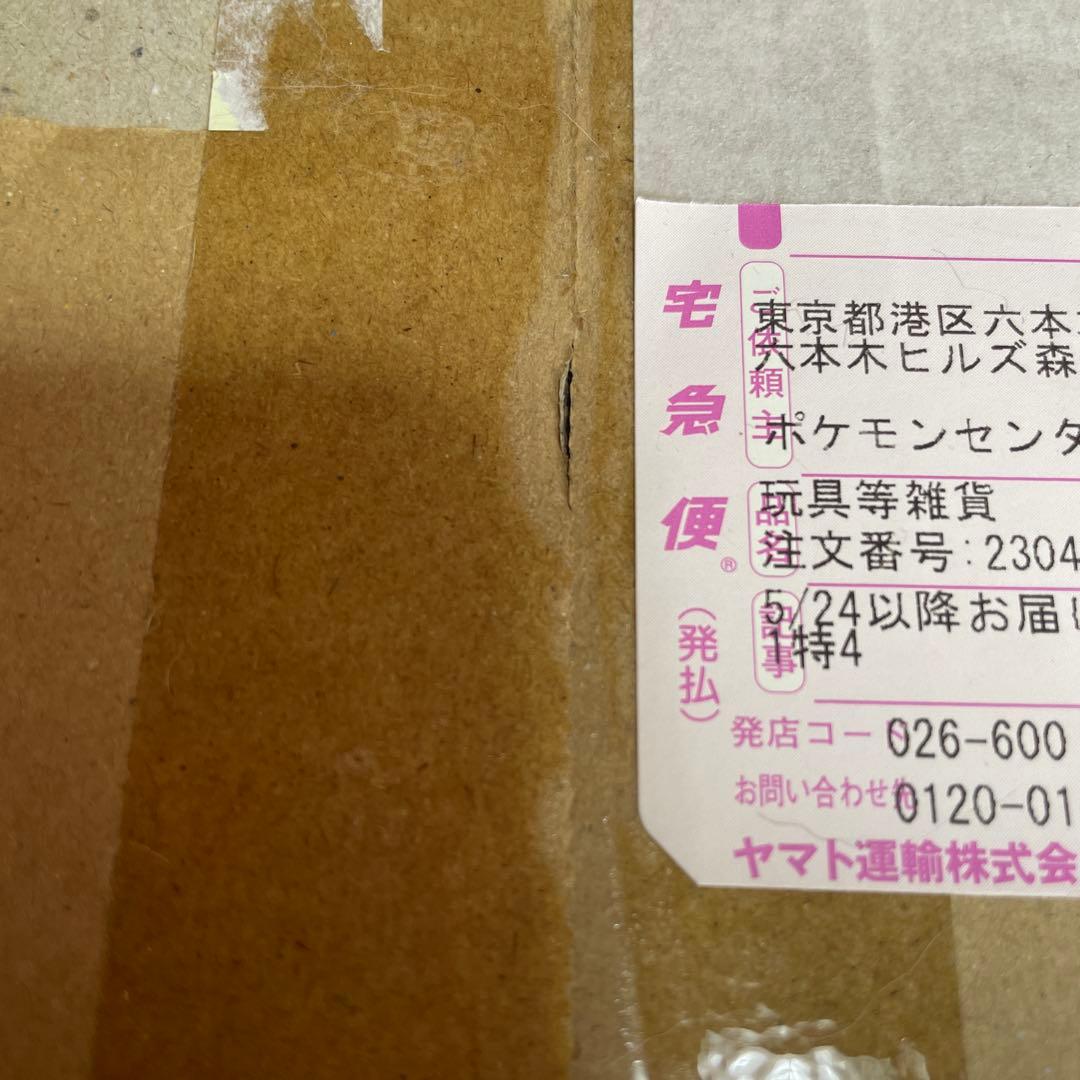 宅急便®
(発払)
ご依頼主
東京都港区六本
六本木ヒルズ森
ポケモンセンタ
品名
玩具等雑貨
注文番号:2304
記事
5/24以降お届
1特4
発店コード 026-600
お問い合わせ先 0120-01
ヤマト運輸株式会